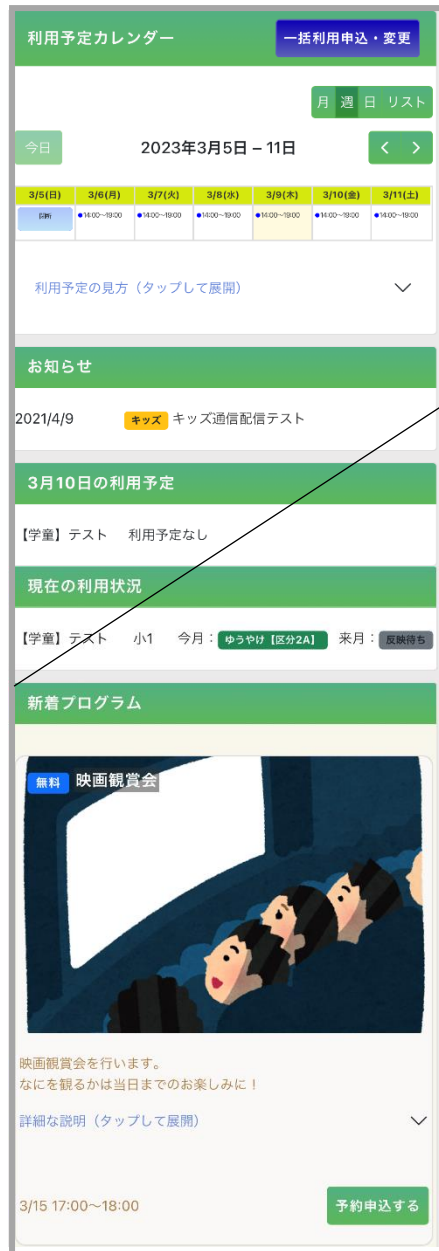 利用予定カレンダー
一括利用申込・変更
月 週 日 リスト
今日
2023年3月5日 – 11日
3/5(日) 3/6(月) 3/7(火) 3/8(水) 3/9(木) 3/10(金) 3/11(土)
●14:00~19:00 ●14:00~19:00 ●14:00~19:00 ●14:00~19:00 ●14:00~19:00 ●14:00~19:00
利用予定の見方（タップして展開）
お知らせ
2021/4/9 キッズ キッズ通信配信テスト
3月10日の利用予定
【学童】テスト 利用予定なし
現在の利用状況
【学童】テスト 小1 今月：ゆうやけ【区分2A】 来月：反映待ち
新着プログラム
無料 映画観賞会
映画観賞会を行います。
なにを観るかは当日までのお楽しみに！
詳細な説明（タップして展開）
3/15 17:00～18:00
予約申込する